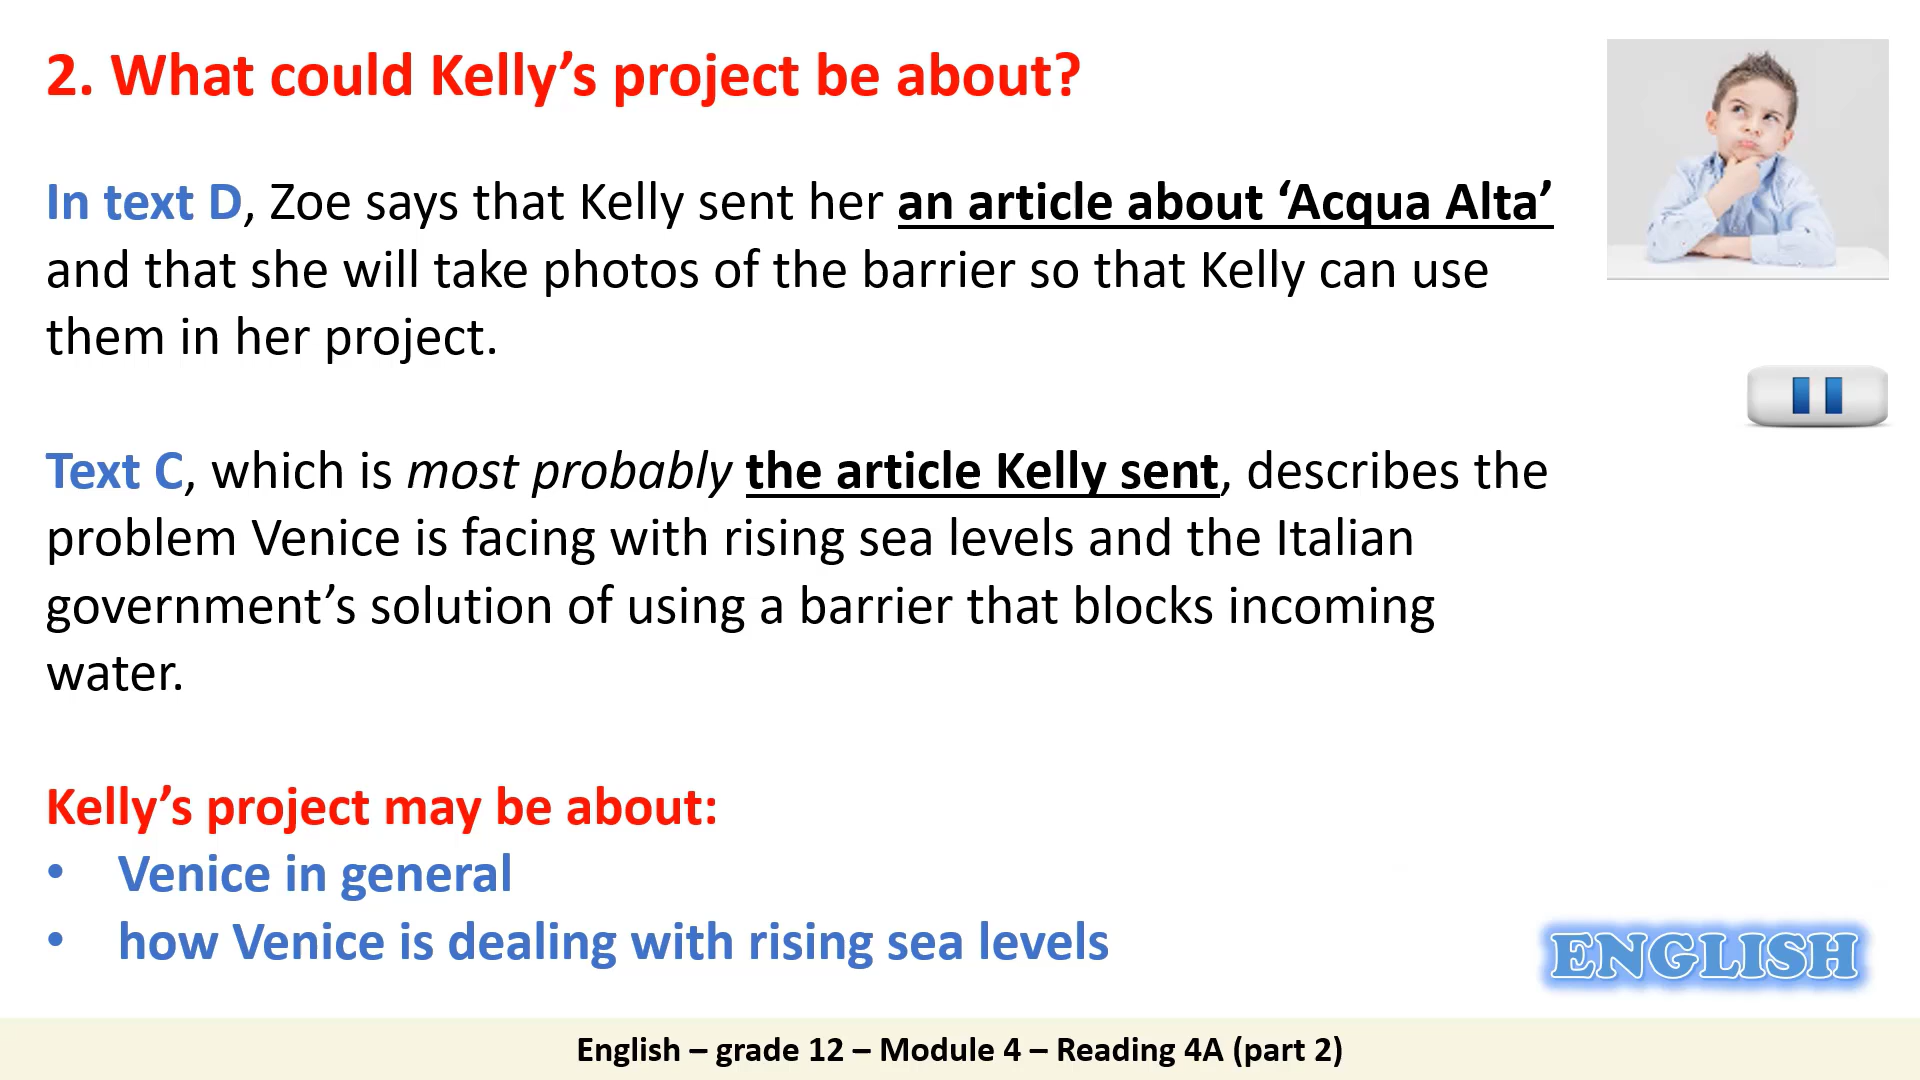 2. What could Kelly’s project be about?
In text D, Zoe says that Kelly sent her an article about ‘Acqua Alta’
and that she will take photos of the barrier so that Kelly can use
them in her project.
Text C, which is most probably the article Kelly sent, describes the
problem Venice is facing with rising sea levels and the Italian
government’s solution of using a barrier that blocks incoming
water.
Kelly’s project may be about:
• Venice in general
• how Venice is dealing with rising sea levels
ENGLISH
English – grade 12 – Module 4 – Reading 4A (part 2)